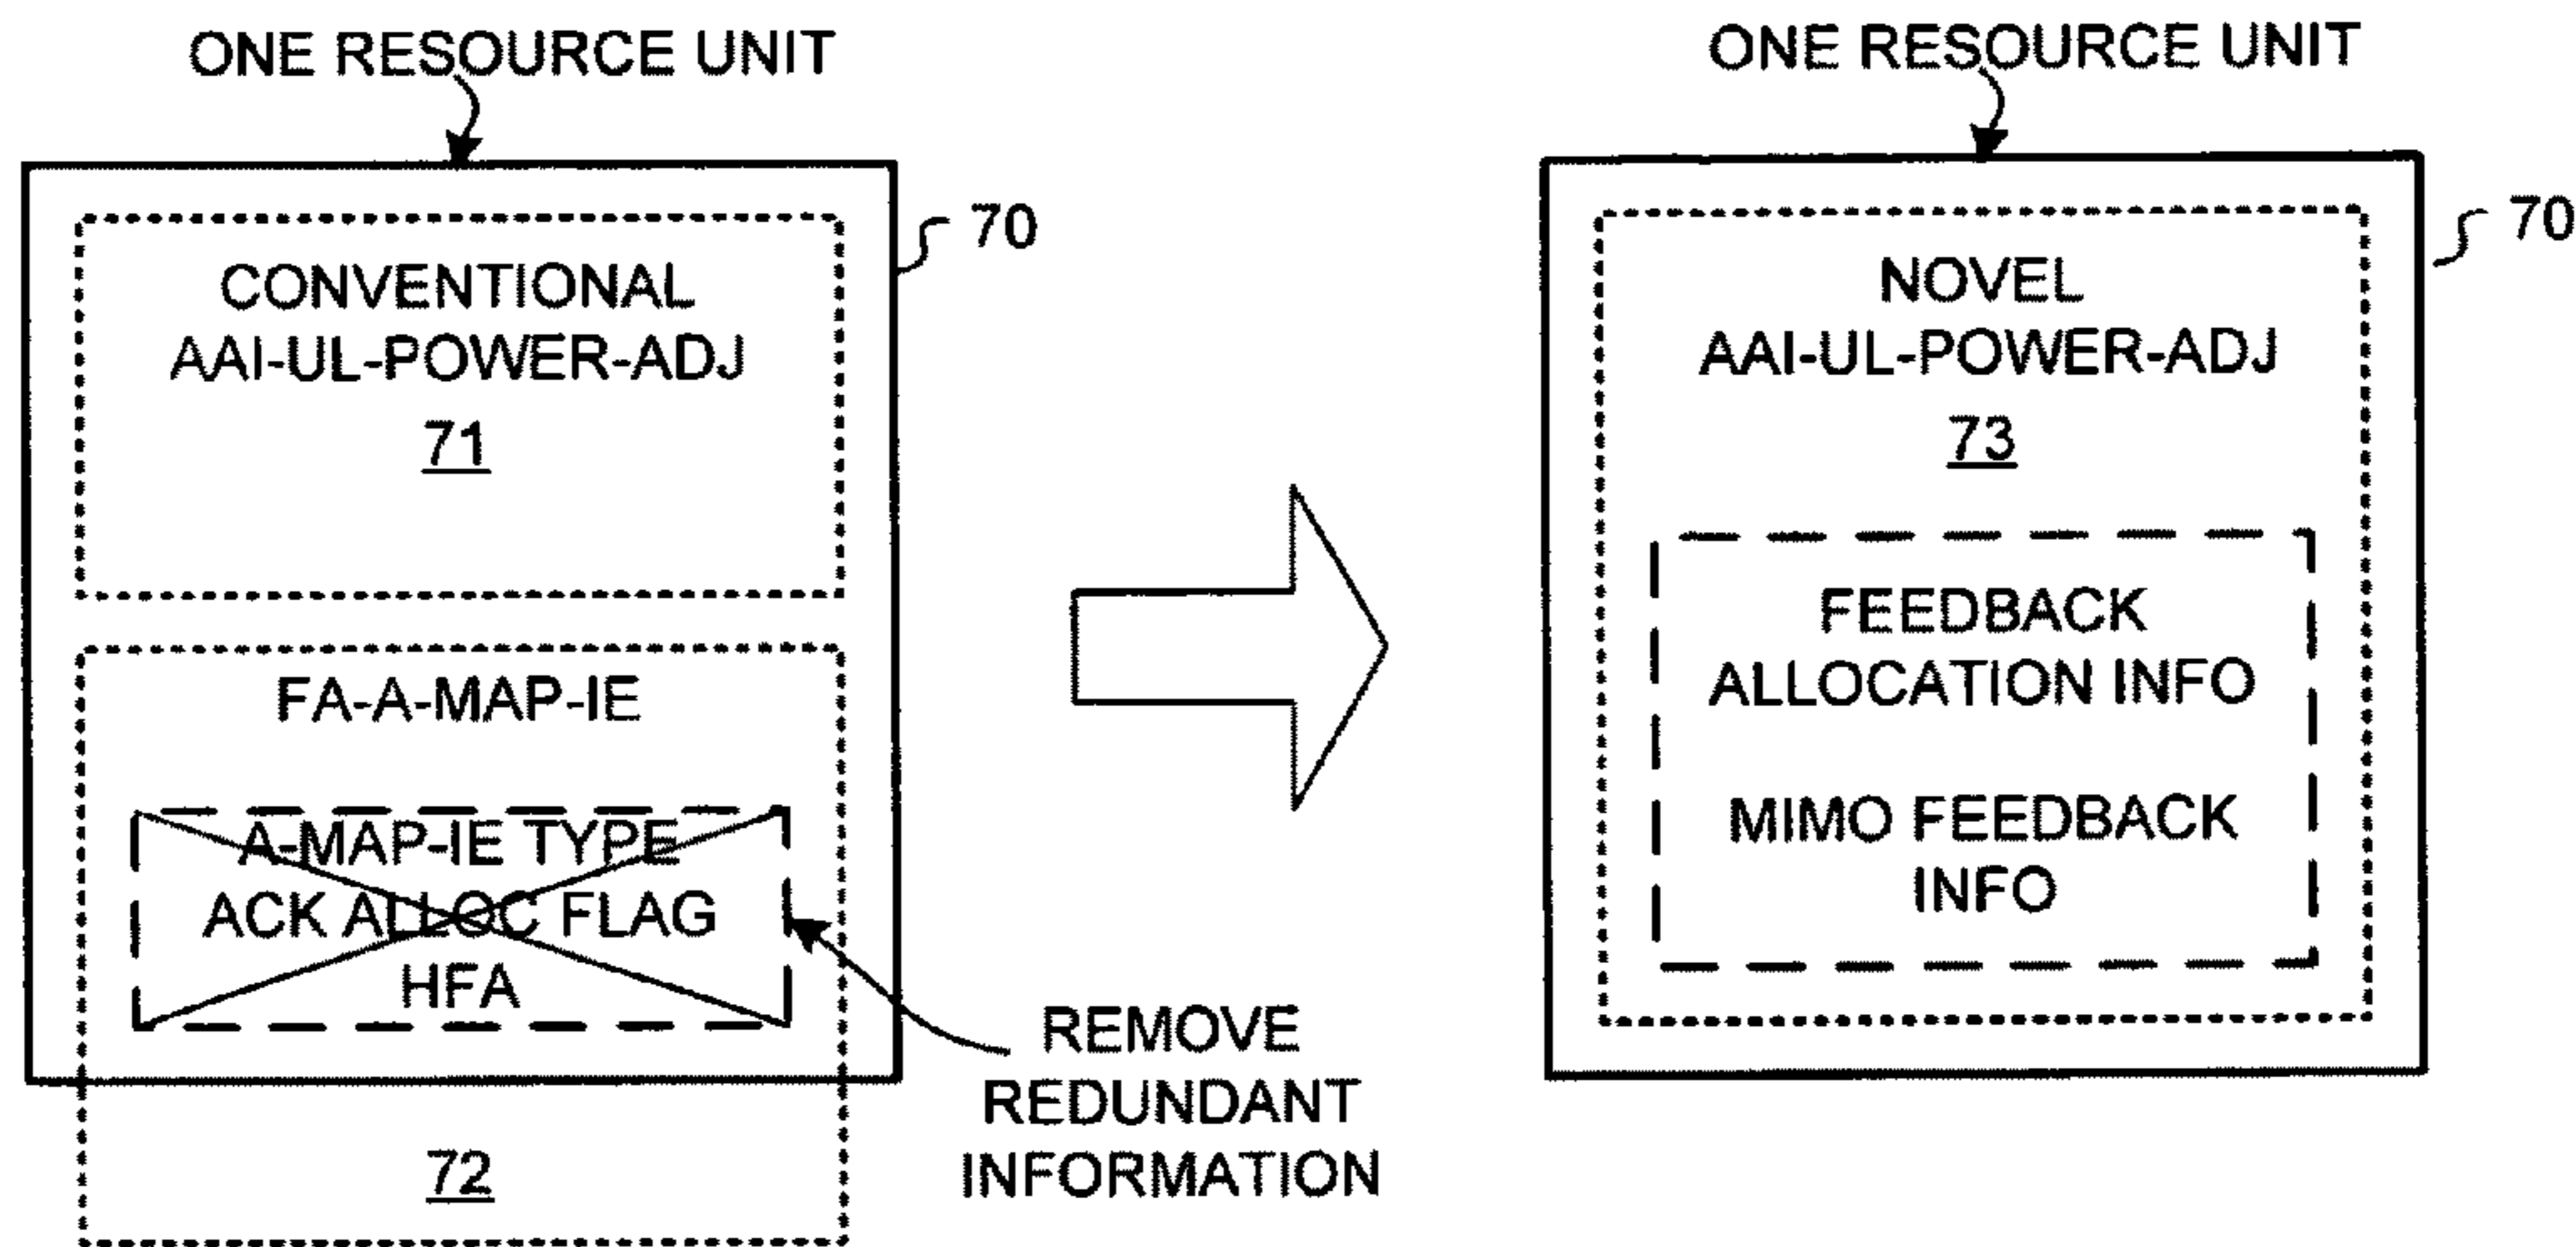 ONE RESOURCE UNIT
70
CONVENTIONAL
AAI-UL-POWER-ADJ
71
FA-A-MAP-IE
A-MAP-IE TYPE
ACK ALLOC FLAG
HFA
72
REMOVE
REDUNDANT
INFORMATION
ONE RESOURCE UNIT
70
NOVEL
AAI-UL-POWER-ADJ
73
FEEDBACK
ALLOCATION INFO
MIMO FEEDBACK
INFO